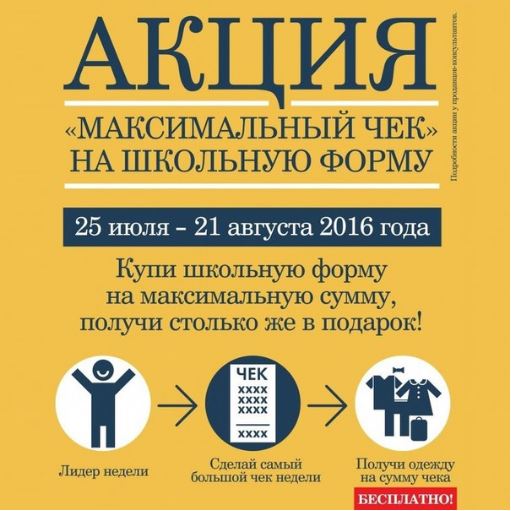 АКЦИЯ
«МАКСИМАЛЬНЫЙ ЧЕК»
НА ШКОЛЬНУЮ ФОРМУ
Подробности акции у продавцов-консультантов.
25 июля – 21 августа 2016 года
Купи школьную форму
на максимальную сумму,
получи столько же в подарок!
ЧЕК
xxxx
xxxx
xxxx
xxxx
Лидер недели
Сделай самый
большой чек недели
Получи одежду
на сумму чека
БЕСПЛАТНО!